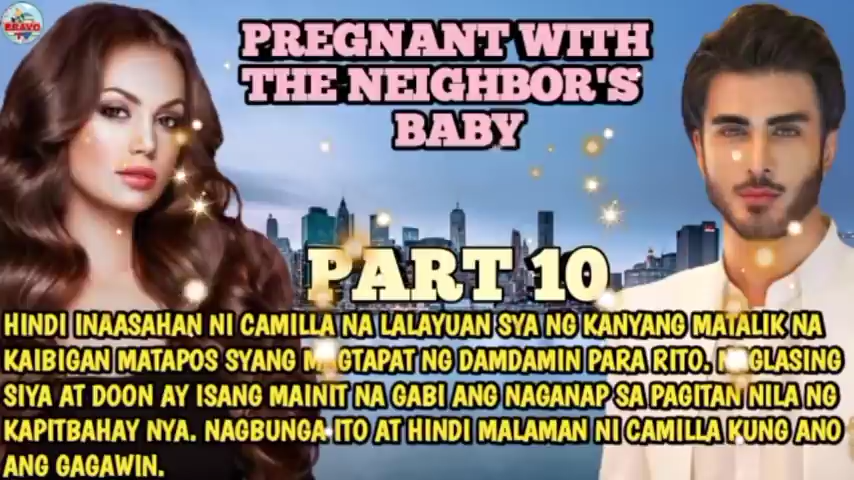 BRAVO
TV
PREGNANT WITH
THE NEIGHBOR'S
BABY
PART 10
HINDI INAASAHAN NI CAMILLA NA LALAYUAN SYA NG KANYANG MATALIK NA
KAIBIGAN MATAPOS SYANG MAGTAPAT NG DAMDAMIN PARA RITO. NAGLASING
SIYA AT DOON AY ISANG MAINIT NA GABI ANG NAGANAP SA PAGITAN NILA NG
KAPITBAHAY NYA. NAGBUNGA ITO AT HINDI MALAMAN NI CAMILLA KUNG ANO
ANG GAGAWIN.